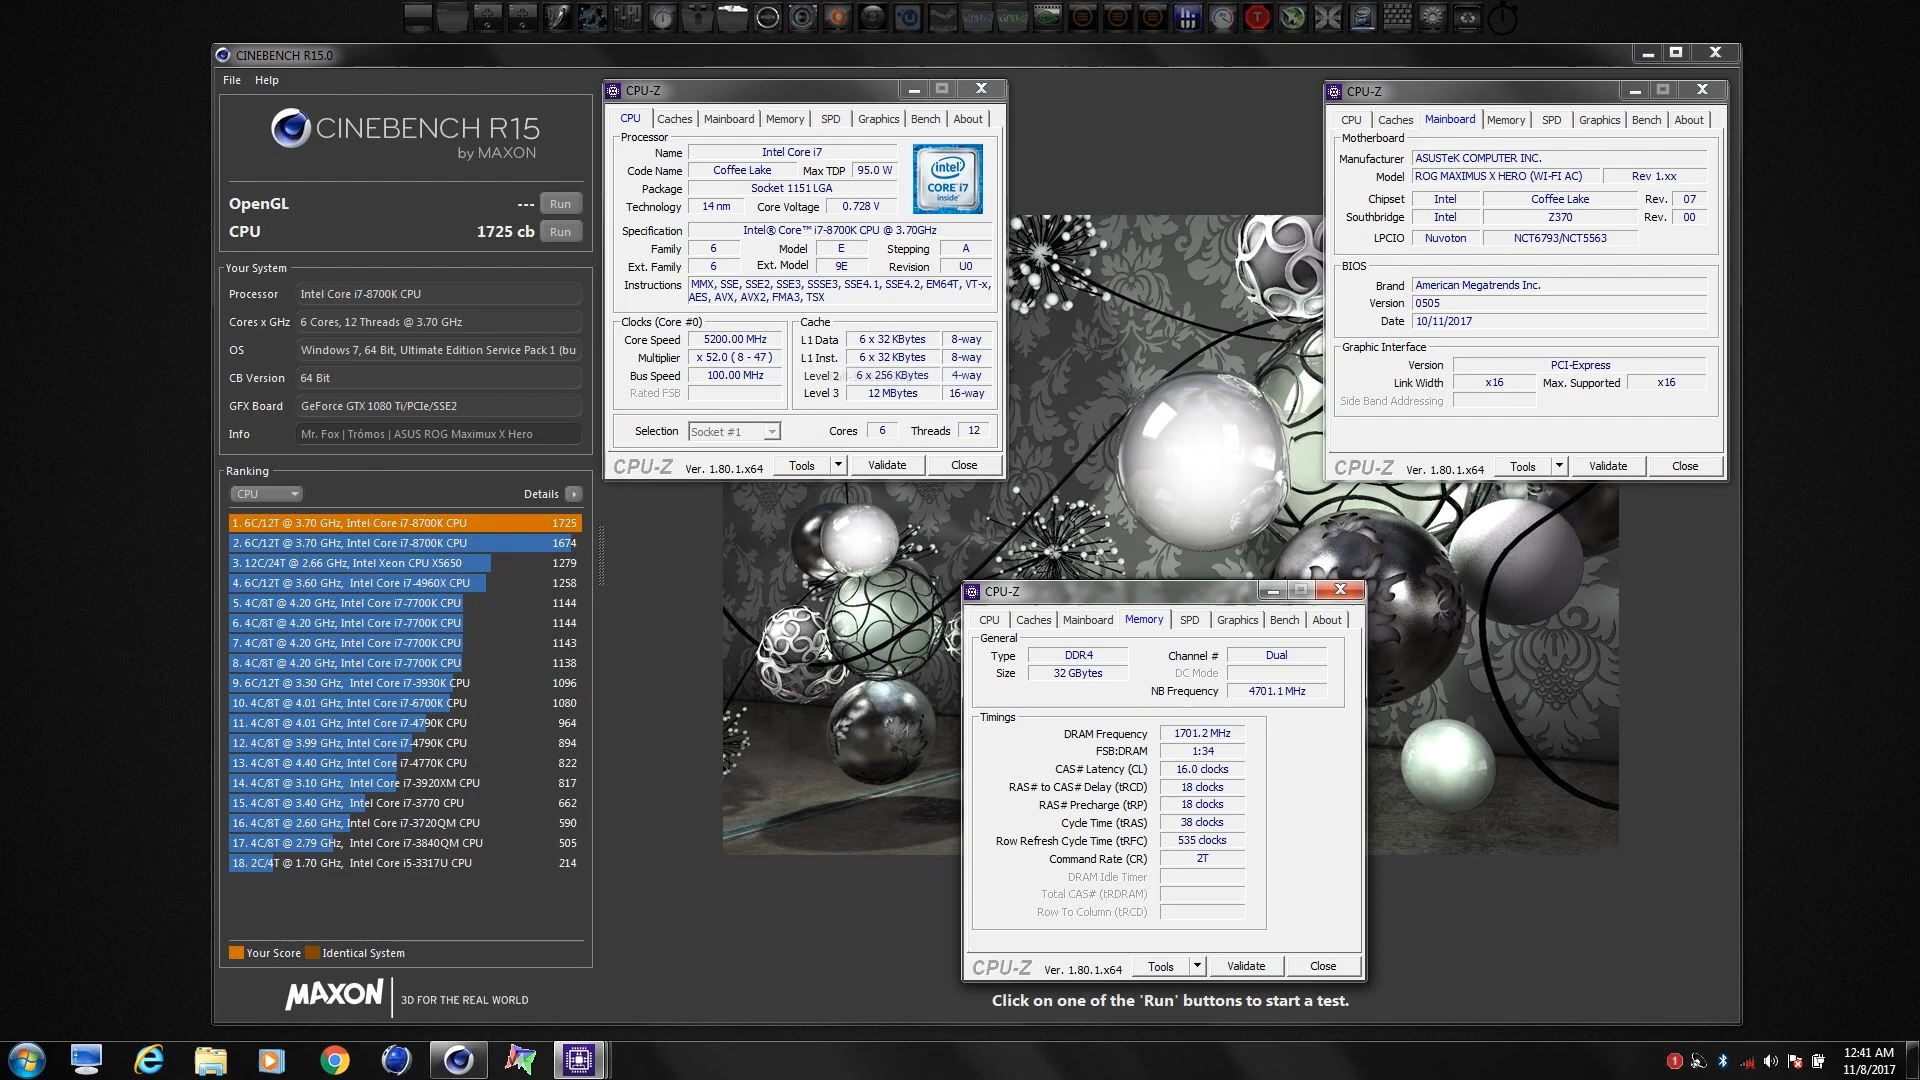 CINEBENCH R15.0
File Help
CINEBENCH R15
by MAXON
OpenGL --- Run
CPU 1725 cb Run
Your System
Processor Intel Core i7-8700K CPU
Cores x GHz 6 Cores, 12 Threads @ 3.70 GHz
OS Windows 7, 64 Bit, Ultimate Edition Service Pack 1 (bu
CB Version 64 Bit
GFX Board GeForce GTX 1080 Ti/PCIe/SSE2
Info Mr. Fox | Trómos | ASUS ROG Maximux X Hero
Ranking
CPU Details
1. 6C/12T @ 3.70 GHz, Intel Core i7-8700K CPU 1725
2. 6C/12T @ 3.70 GHz, Intel Core i7-8700K CPU 1674
3. 12C/24T @ 2.66 GHz, Intel Xeon CPU X5650 1279
4. 6C/12T @ 3.60 GHz, Intel Core i7-4960X CPU 1258
5. 4C/8T @ 4.20 GHz, Intel Core i7-7700K CPU 1144
6. 4C/8T @ 4.20 GHz, Intel Core i7-7700K CPU 1144
7. 4C/8T @ 4.20 GHz, Intel Core i7-7700K CPU 1143
8. 4C/8T @ 4.20 GHz, Intel Core i7-7700K CPU 1138
9. 6C/12T @ 3.30 GHz, Intel Core i7-3930K CPU 1096
10. 4C/8T @ 4.01 GHz, Intel Core i7-6700K CPU 1080
11. 4C/8T @ 4.01 GHz, Intel Core i7-4790K CPU 964
12. 4C/8T @ 3.99 GHz, Intel Core i7-4790K CPU 894
13. 4C/8T @ 4.40 GHz, Intel Core i7-4770K CPU 822
14. 4C/8T @ 3.10 GHz, Intel Core i7-3920XM CPU 817
15. 4C/8T @ 3.40 GHz, Intel Core i7-3770 CPU 662
16. 4C/8T @ 2.60 GHz, Intel Core i7-3720QM CPU 590
17. 4C/8T @ 2.79 GHz, Intel Core i7-3840QM CPU 505
18. 2C/4T @ 1.70 GHz, Intel Core i5-3317U CPU 214
Your Score Identical System
MAXON 3D FOR THE REAL WORLD
CPU-Z
CPU Caches Mainboard Memory SPD Graphics Bench About
Processor
Name Intel Core i7
Code Name Coffee Lake Max TDP 95.0 W
Package Socket 1151 LGA
Technology 14 nm Core Voltage 0.728 V
intel
CORE i7
inside
Specification Intel® Core™ i7-8700K CPU @ 3.70GHz
Family 6 Model E Stepping A
Ext. Family 6 Ext. Model 9E Revision U0
Instructions MMX, SSE, SSE2, SSE3, SSSE3, SSE4.1, SSE4.2, EM64T, VT-x,
AES, AVX, AVX2, FMA3, TSX
Clocks (Core #0)
Core Speed 5200.00 MHz
Multiplier x 52.0 ( 8 - 47 )
Bus Speed 100.00 MHz
Rated FSB
Cache
L1 Data 6 x 32 KBytes 8-way
L1 Inst. 6 x 32 KBytes 8-way
Level 2 6 x 256 KBytes 4-way
Level 3 12 MBytes 16-way
Selection Socket #1 Cores 6 Threads 12
CPU-Z Ver. 1.80.1.x64 Tools Validate Close
CPU-Z
CPU Caches Mainboard Memory SPD Graphics Bench About
Motherboard
Manufacturer ASUSTeK COMPUTER INC.
Model ROG MAXIMUS X HERO (WI-FI AC) Rev 1.xx
Chipset Intel Coffee Lake Rev. 07
Southbridge Intel Z370 Rev. 00
LPCIO Nuvoton NCT6793/NCT5563
BIOS
Brand American Megatrends Inc.
Version 0505
Date 10/11/2017
Graphic Interface
Version PCI-Express
Link Width x16 Max. Supported x16
Side Band Addressing
CPU-Z Ver. 1.80.1.x64 Tools Validate Close
CPU-Z
CPU Caches Mainboard Memory SPD Graphics Bench About
General
Type DDR4 Channel # Dual
Size 32 GBytes DC Mode
NB Frequency 4701.1 MHz
Timings
DRAM Frequency 1701.2 MHz
FSB:DRAM 1:34
CAS# Latency (CL) 16.0 clocks
RAS# to CAS# Delay (tRCD) 18 clocks
RAS# Precharge (tRP) 18 clocks
Cycle Time (tRAS) 38 clocks
Row Refresh Cycle Time (tRFC) 535 clocks
Command Rate (CR) 2T
DRAM Idle Timer
Total CAS# (tRDRAM)
Row To Column (tRCD)
CPU-Z Ver. 1.80.1.x64 Tools Validate Close
Click on one of the 'Run' buttons to start a test.
12:41 AM
11/8/2017